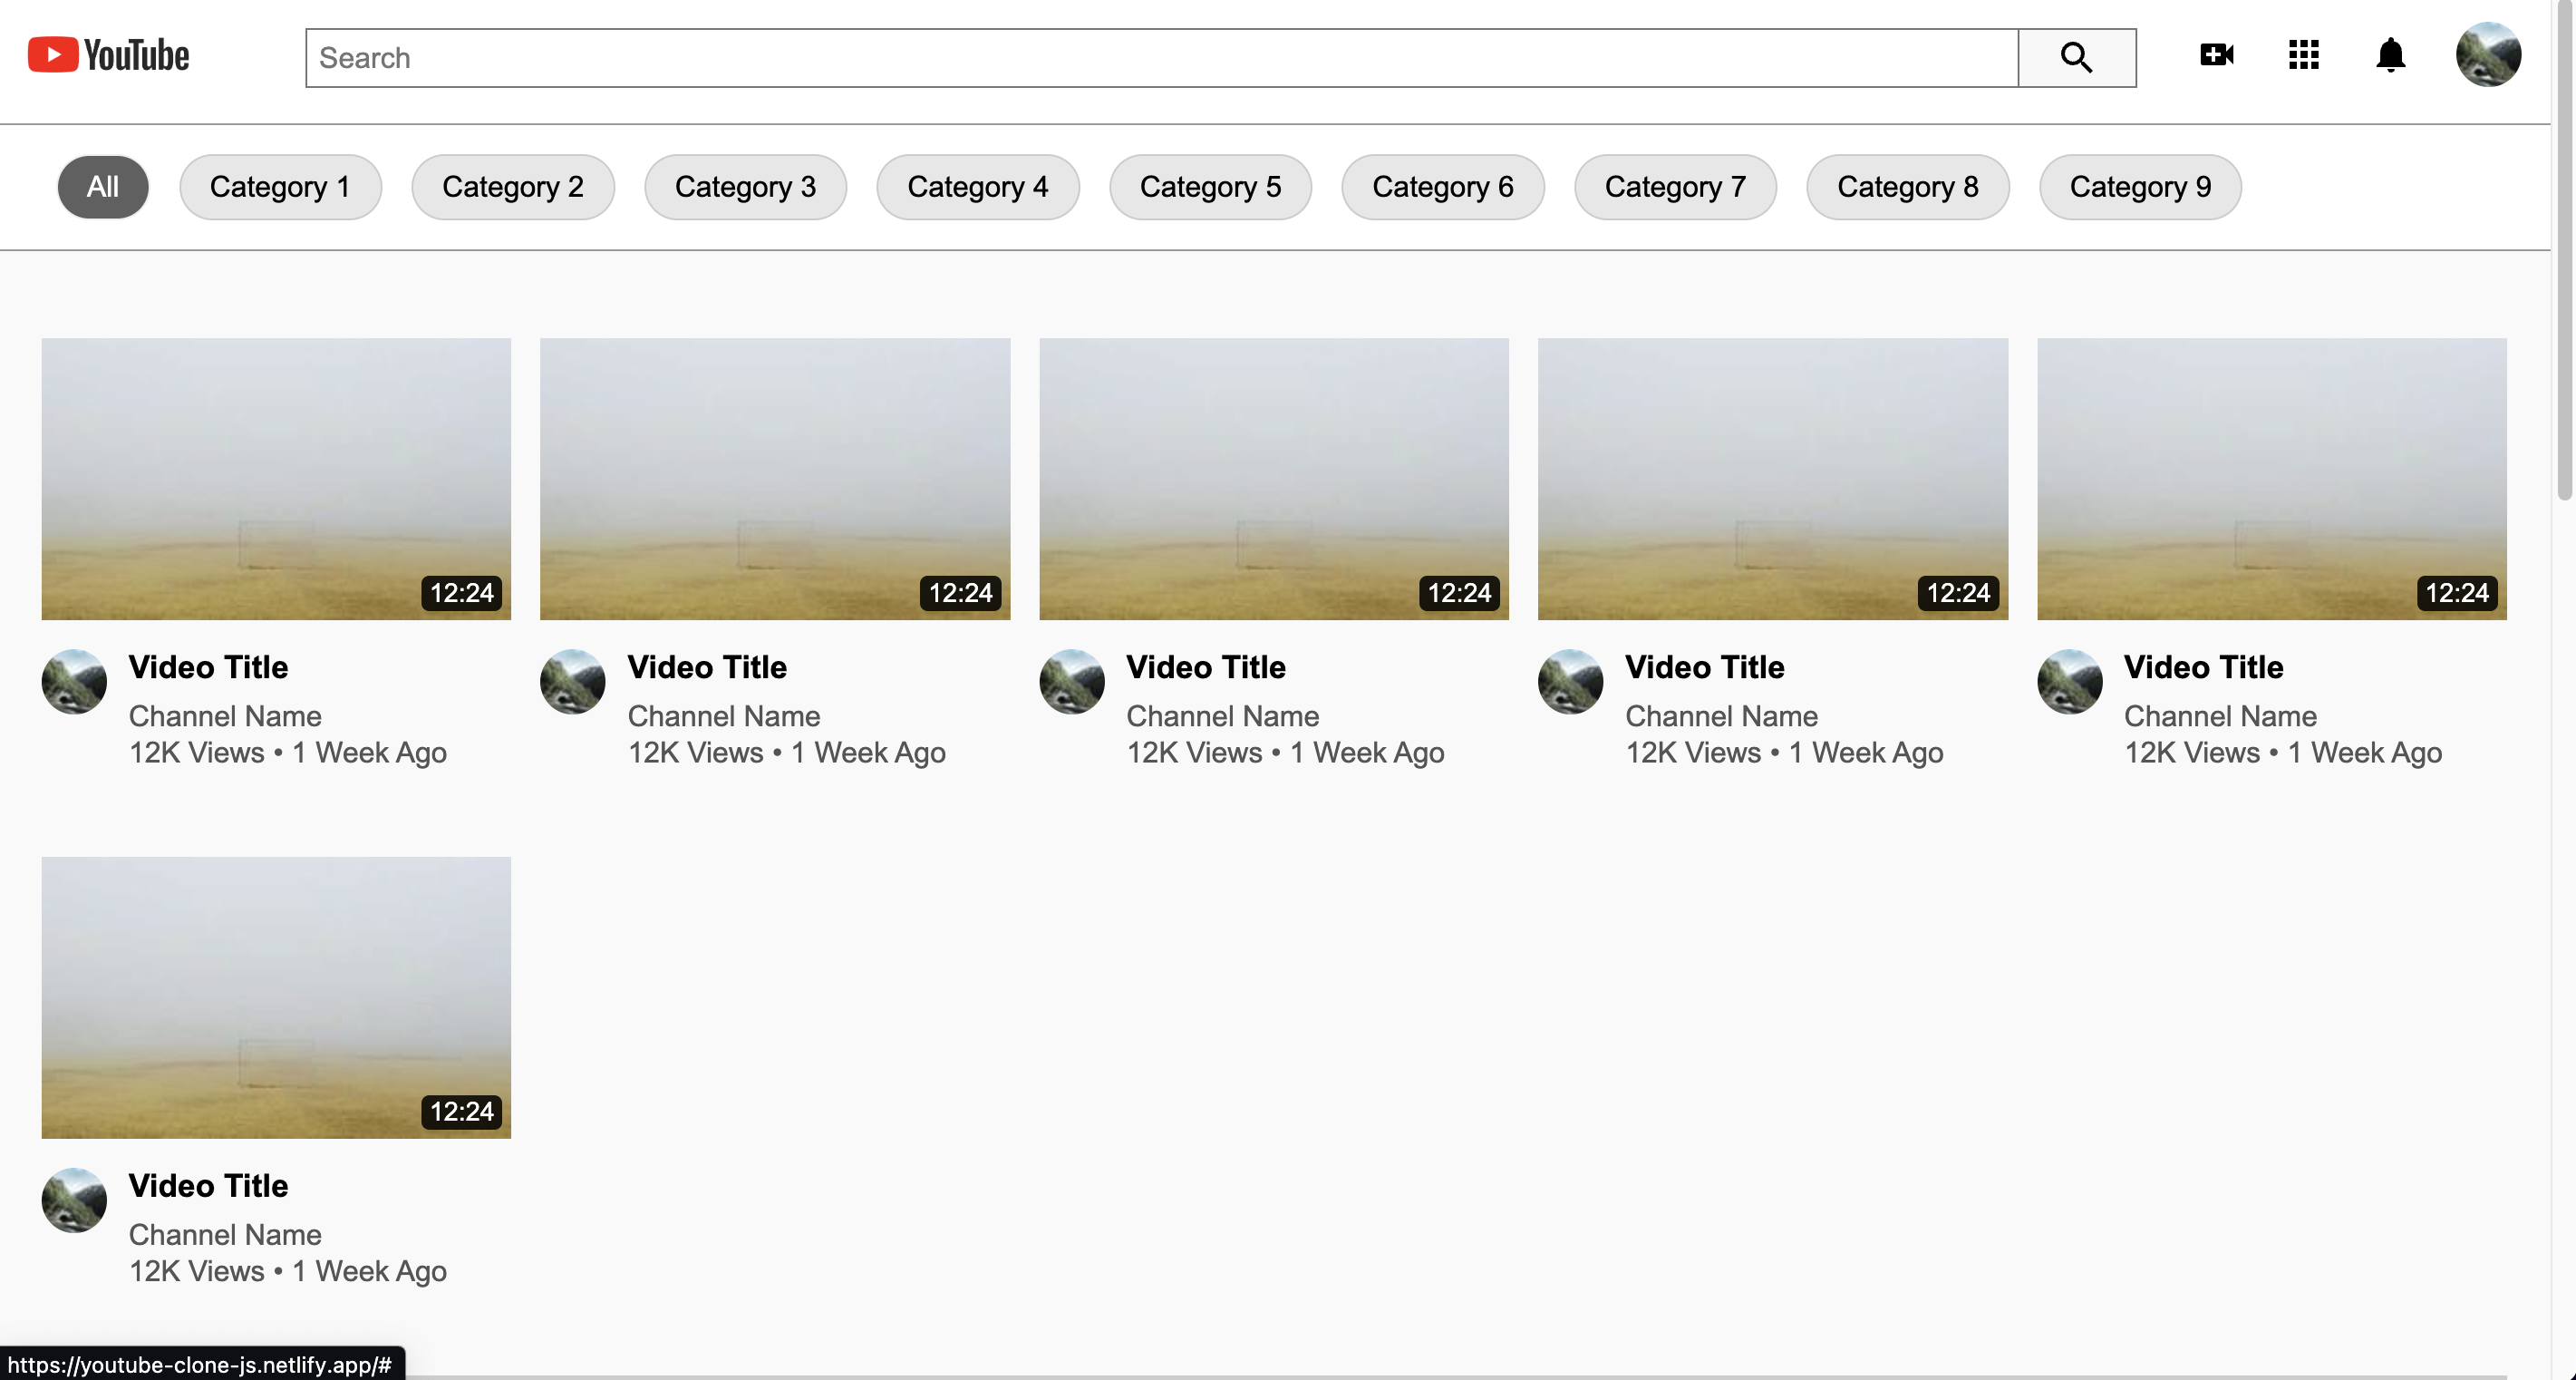 YouTube
Search
All
Category 1
Category 2
Category 3
Category 4
Category 5
Category 6
Category 7
Category 8
Category 9
12:24
12:24
12:24
12:24
12:24
Video Title
Channel Name
12K Views • 1 Week Ago
Video Title
Channel Name
12K Views • 1 Week Ago
Video Title
Channel Name
12K Views • 1 Week Ago
Video Title
Channel Name
12K Views • 1 Week Ago
Video Title
Channel Name
12K Views • 1 Week Ago
12:24
Video Title
Channel Name
12K Views • 1 Week Ago
https://youtube-clone-js.netlify.app/#